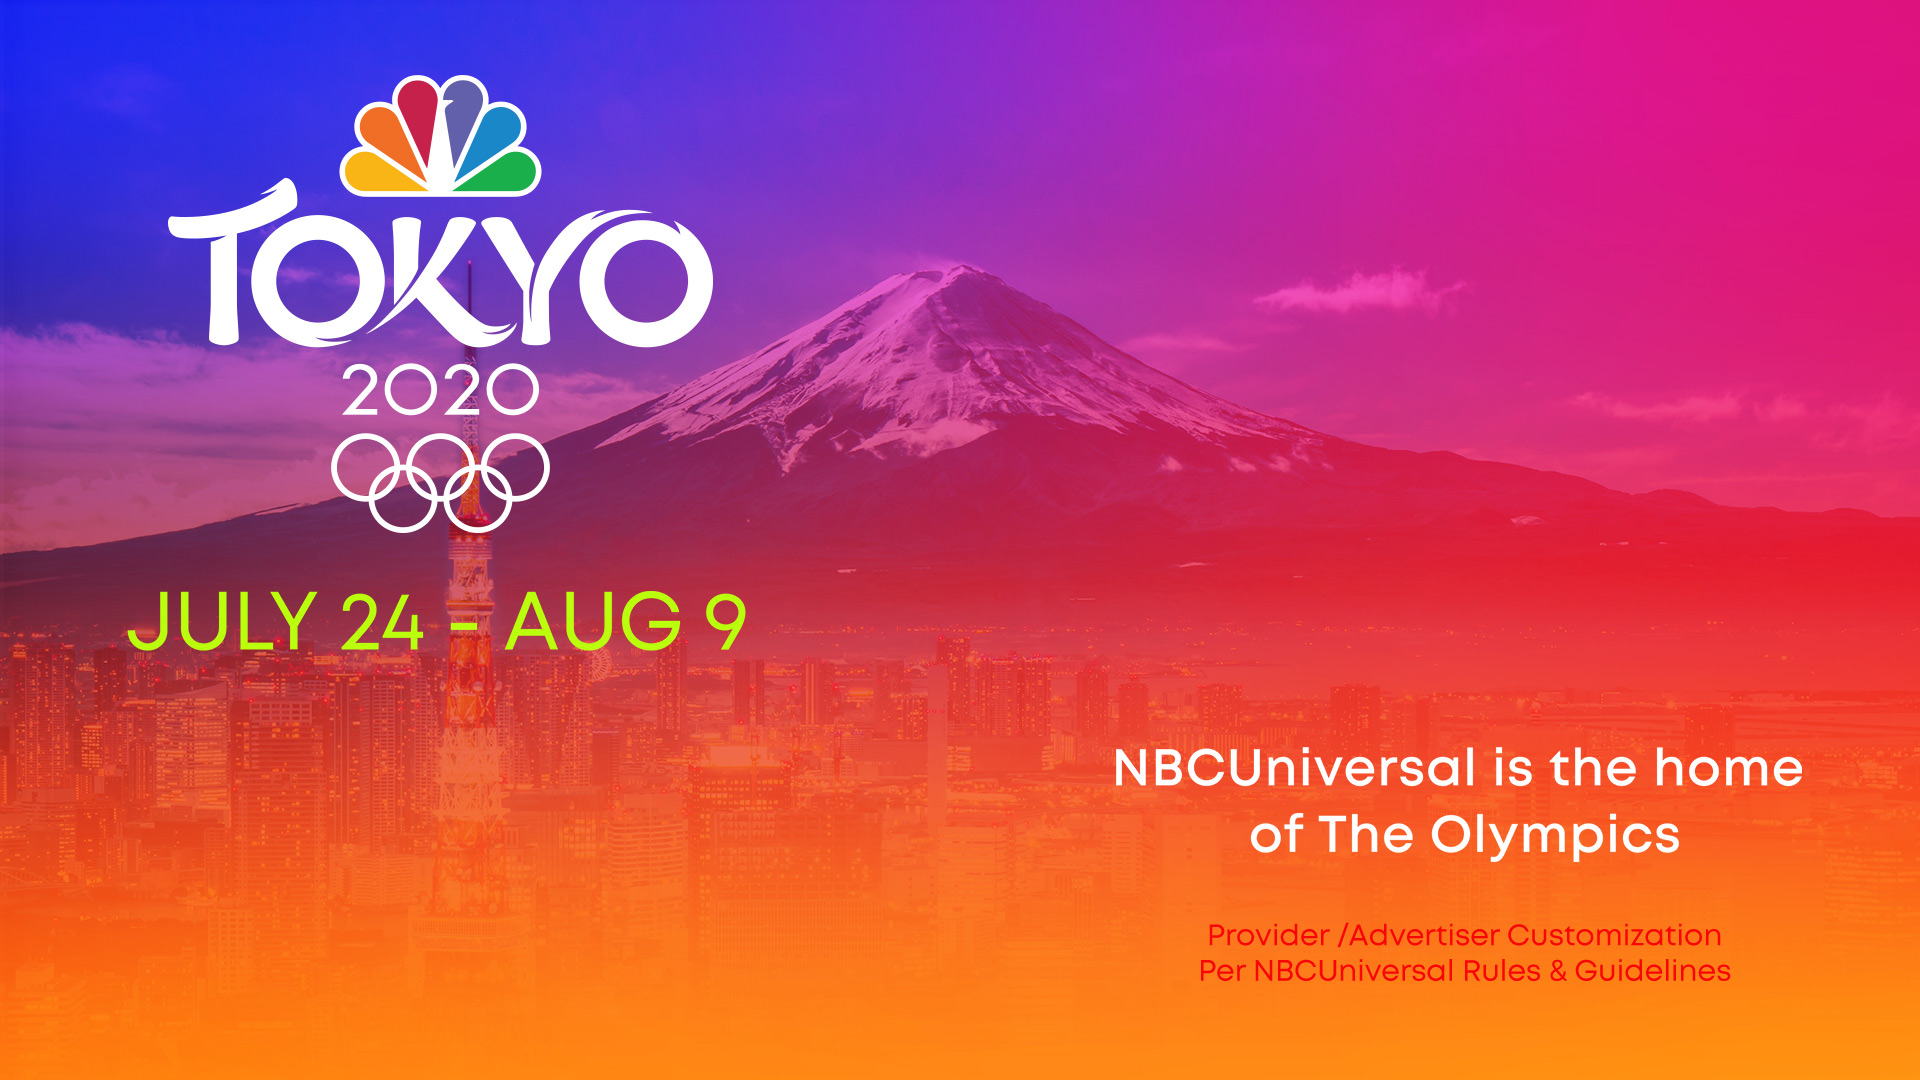 TOKYO
2020
JULY 24 - AUG 9
NBCUniversal is the home
of The Olympics
Provider /Advertiser Customization
Per NBCUniversal Rules & Guidelines